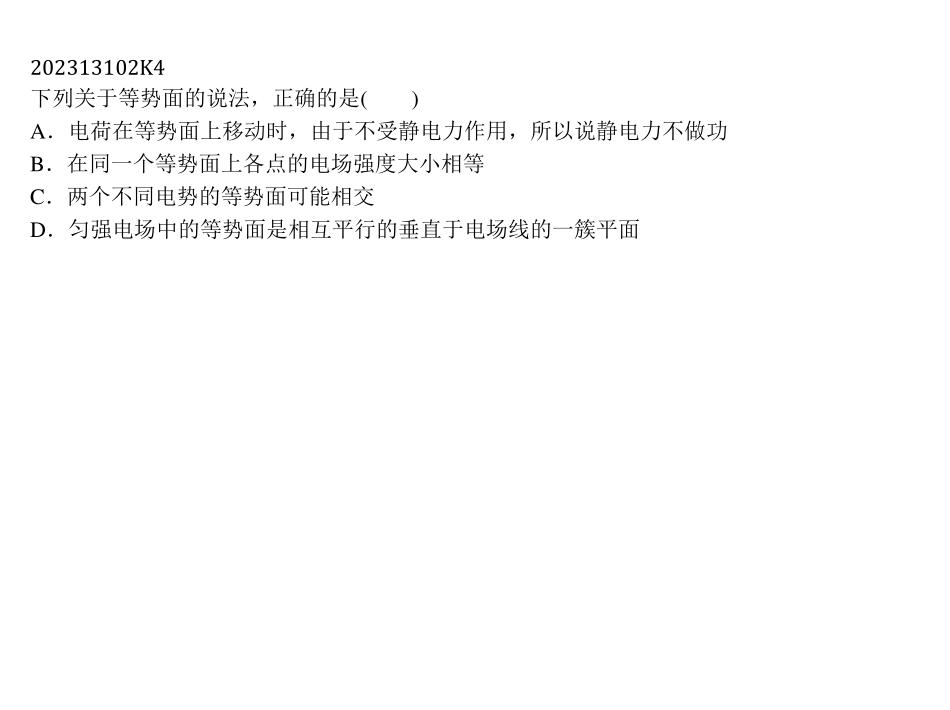 202313102K4
下列关于等势面的说法，正确的是(　　)
A．电荷在等势面上移动时，由于不受静电力作用，所以说静电力不做功
B．在同一个等势面上各点的电场强度大小相等
C．两个不同电势的等势面可能相交
D．匀强电场中的等势面是相互平行的垂直于电场线的一簇平面